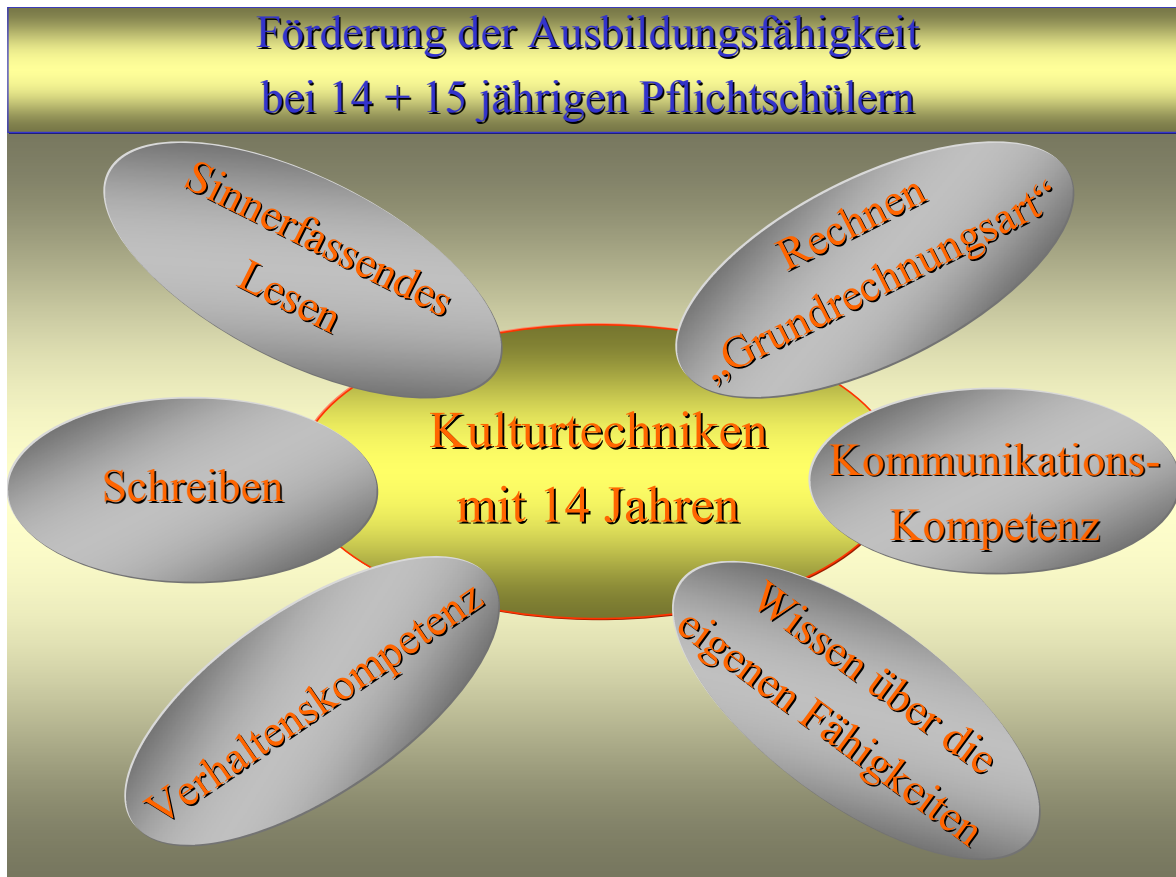 Förderung der Ausbildungsfähigkeit
bei 14 + 15 jährigen Pflichtschülern
Sinnerfassendes
Lesen
Rechnen
„Grundrechnungsart“
Kulturtechniken
mit 14 Jahren
Schreiben
Kommunikations-
Kompetenz
Verhaltenskompetenz
Wissen über die
eigenen Fähigkeiten